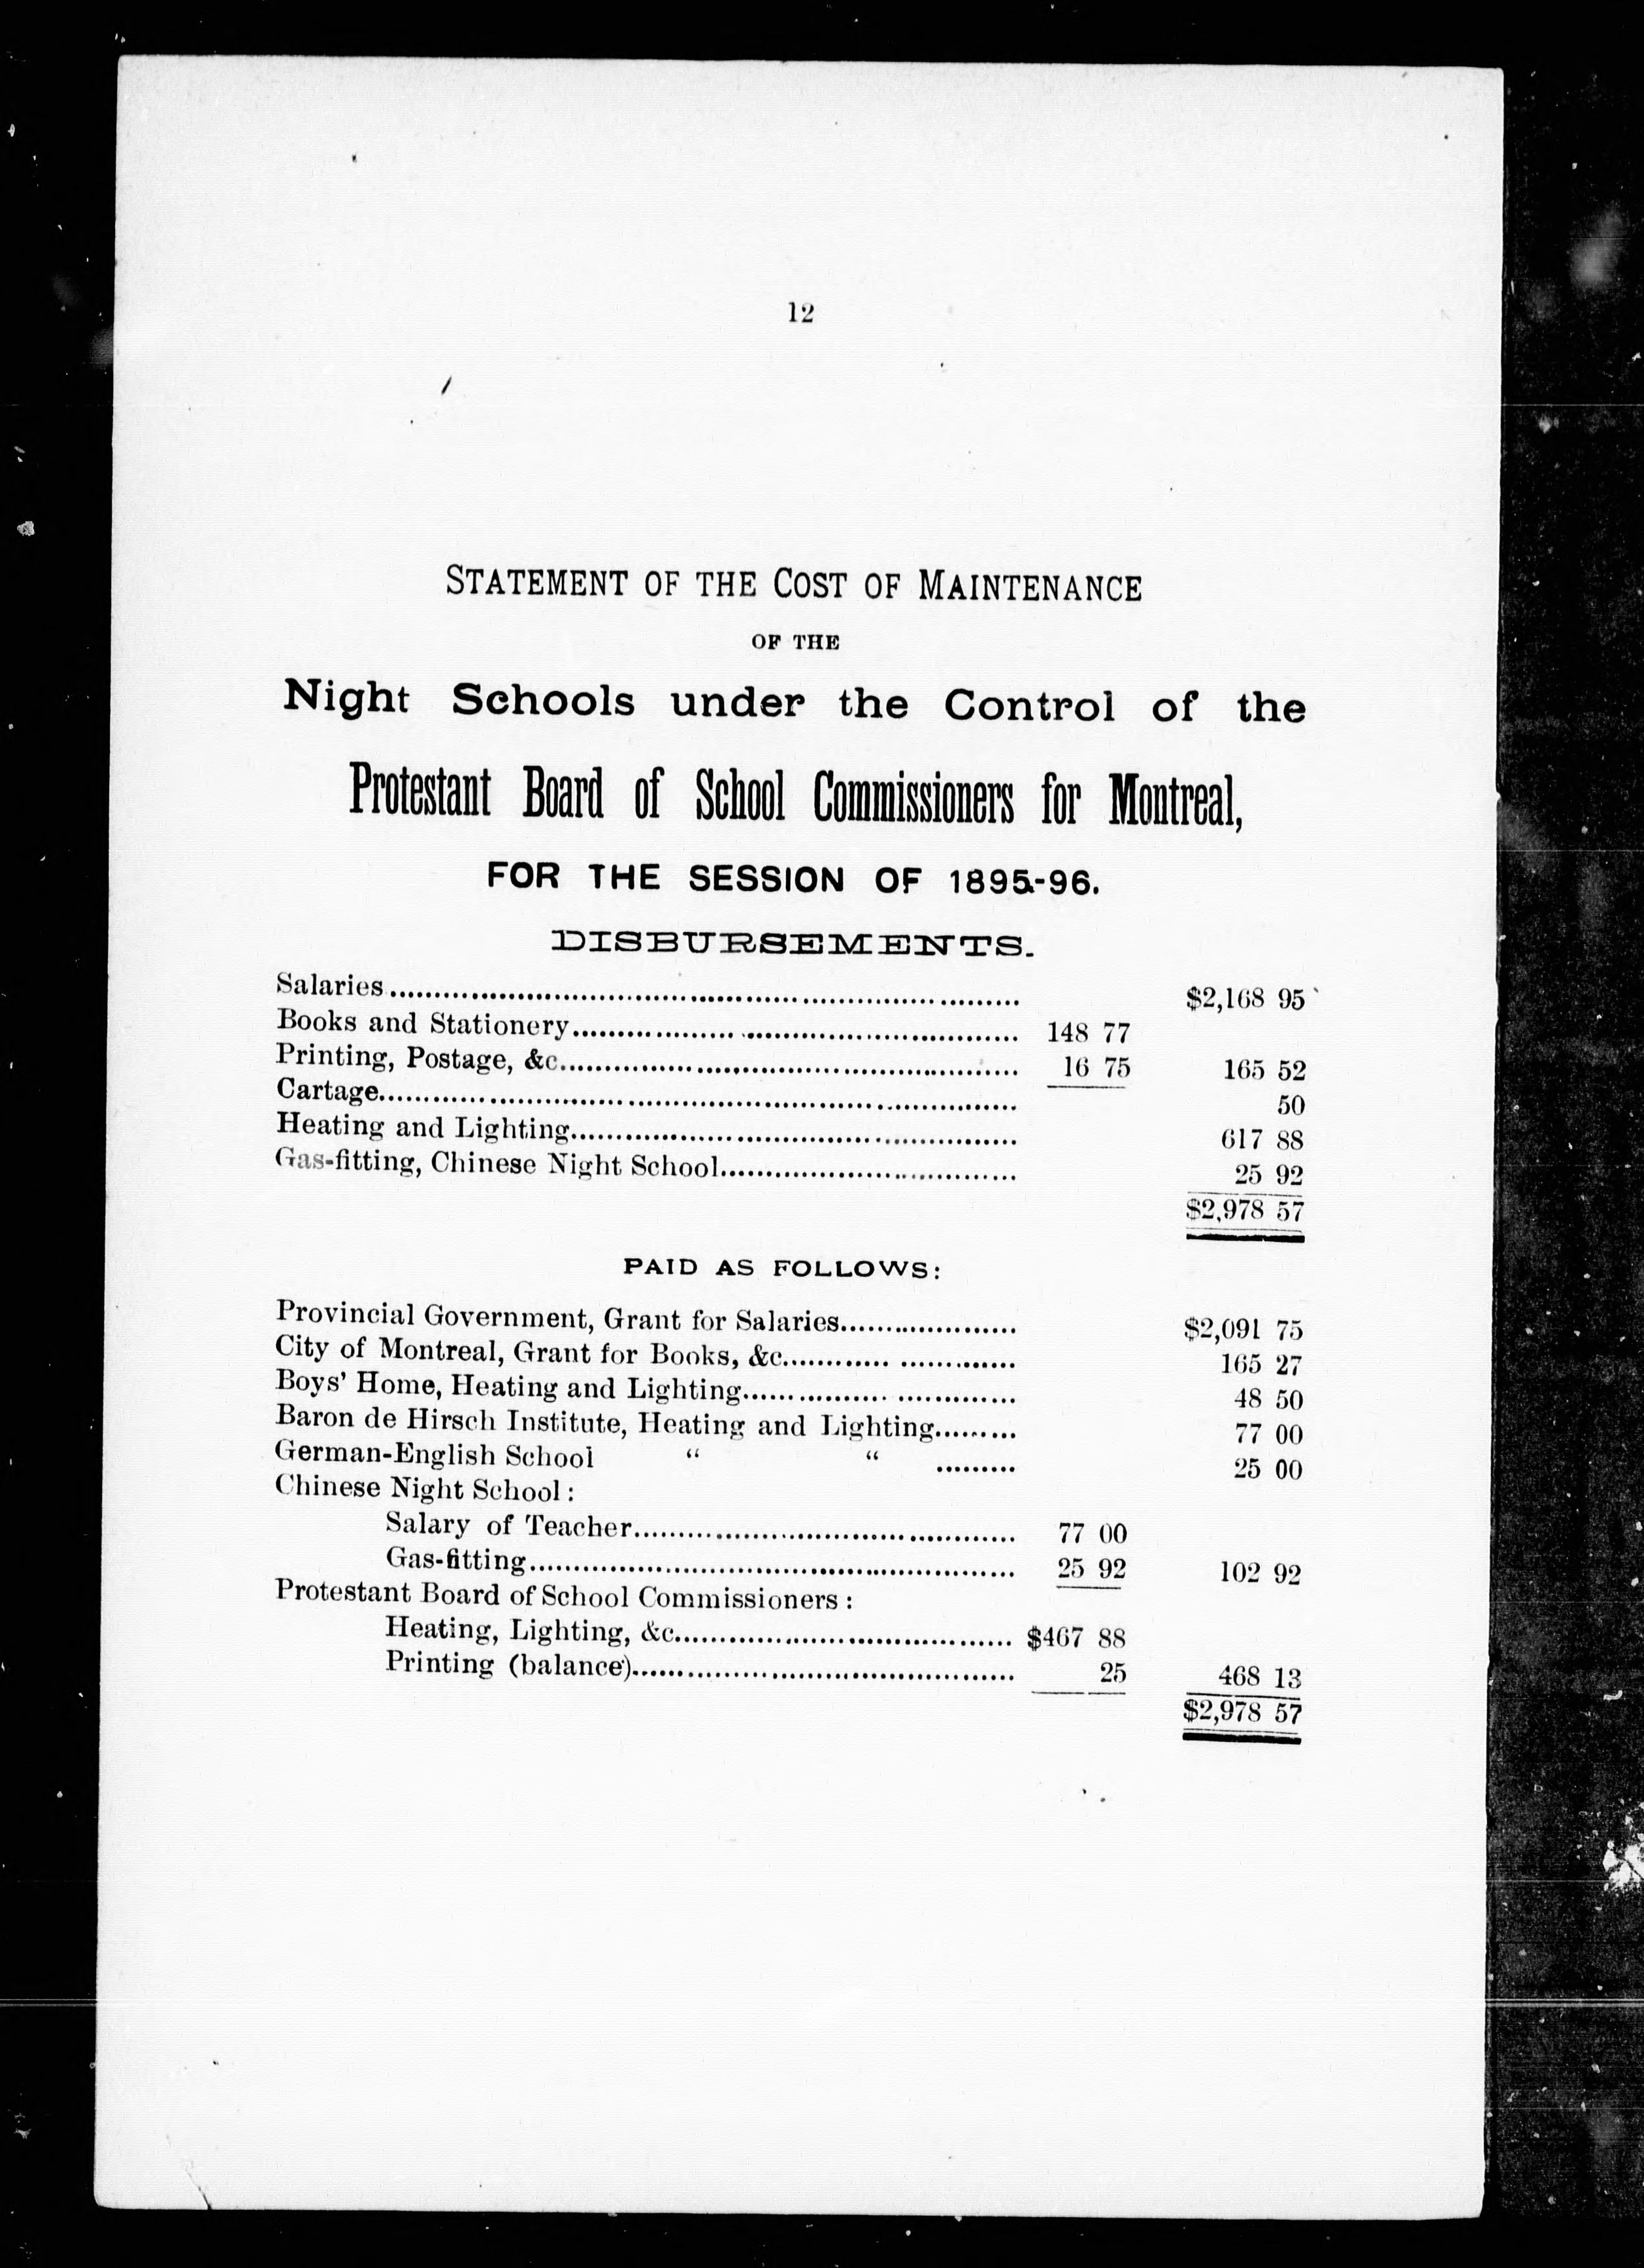 12
STATEMENT OF THE COST OF MAINTENANCE
OF THE
Night Schools under the Control of the
Protestant Board of School Commissioners for Montreal,
FOR THE SESSION OF 1895-96.
DISBURSEMENTS.
Salaries.......... $2,168 95
Books and Stationery.......... 148 77
Printing, Postage, &c.......... 16 75 165 52
Cartage.......... 50
Heating and Lighting.......... 617 88
Gas-fitting, Chinese Night School.......... 25 92
$2,978 57
PAID AS FOLLOWS:
Provincial Government, Grant for Salaries.......... $2,091 75
City of Montreal, Grant for Books, &c.......... 165 27
Boys' Home, Heating and Lighting.......... 48 50
Baron de Hirsch Institute, Heating and Lighting.......... 77 00
German-English School “ “ .......... 25 00
Chinese Night School:
Salary of Teacher.......... 77 00
Gas-fitting.......... 25 92 102 92
Protestant Board of School Commissioners:
Heating, Lighting, &c.......... $467 88
Printing (balance).......... 25 468 13
$2,978 57